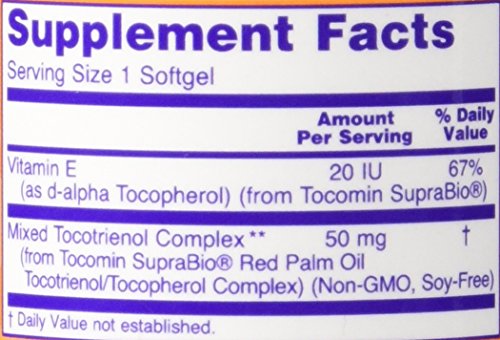 Supplement Facts
Serving Size 1 Softgel
Amount Per Serving % Daily Value
Vitamin E 20 IU 67%
(as d-alpha Tocopherol) (from Tocomin SupraBio®)
Mixed Tocotrienol Complex** 50 mg †
(from Tocomin SupraBio® Red Palm Oil
Tocotrienol/Tocopherol Complex) (Non-GMO, Soy-Free)
† Daily Value not established.